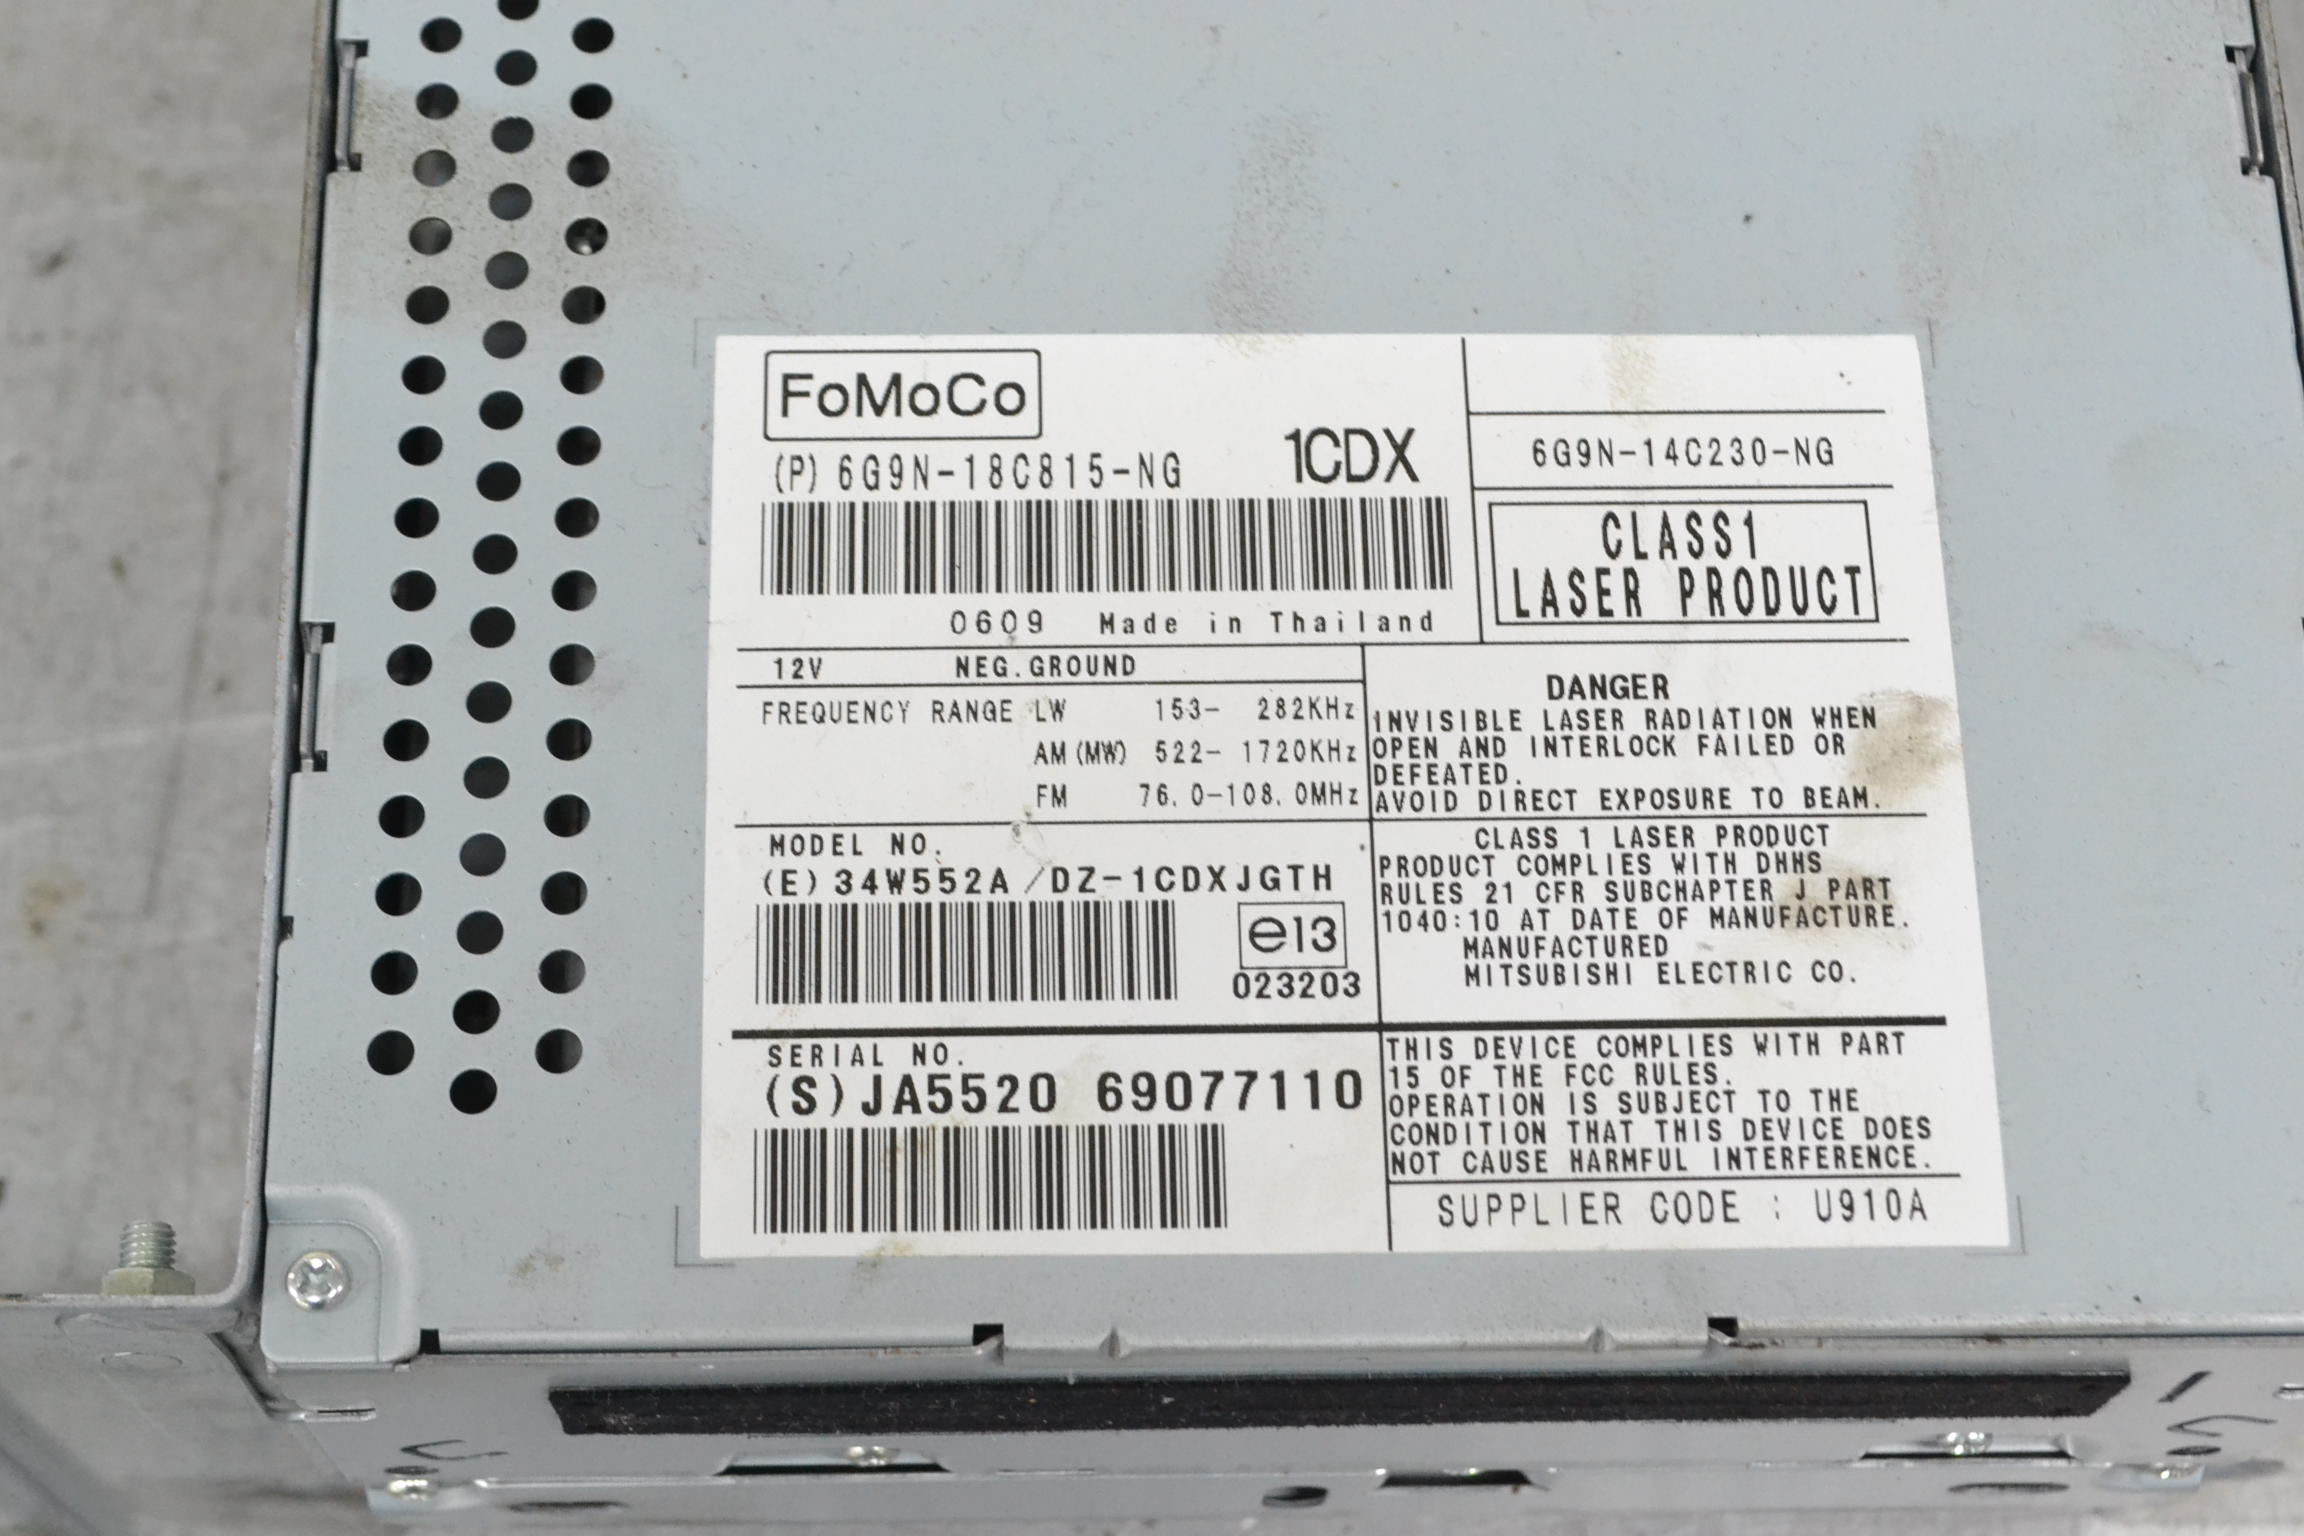 FoMoCo
(P) 6G9N-18C815-NG 1CDX
0609 Made in Thailand
6G9N-14C230-NG
CLASS1
LASER PRODUCT
12V NEG.GROUND
FREQUENCY RANGE LW 153- 282KHz
AM (MW) 522- 1720KHz
FM 76.0-108.0MHz
DANGER
INVISIBLE LASER RADIATION WHEN
OPEN AND INTERLOCK FAILED OR
DEFEATED.
AVOID DIRECT EXPOSURE TO BEAM.
MODEL NO.
(E) 34W552A /DZ-1CDXJGTH
e13
023203
CLASS 1 LASER PRODUCT
PRODUCT COMPLIES WITH DHHS
RULES 21 CFR SUBCHAPTER J PART
1040:10 AT DATE OF MANUFACTURE.
MANUFACTURED
MITSUBISHI ELECTRIC CO.
SERIAL NO.
(S) JA5520 69077110
THIS DEVICE COMPLIES WITH PART
15 OF THE FCC RULES.
OPERATION IS SUBJECT TO THE
CONDITION THAT THIS DEVICE DOES
NOT CAUSE HARMFUL INTERFERENCE.
SUPPLIER CODE : U910A